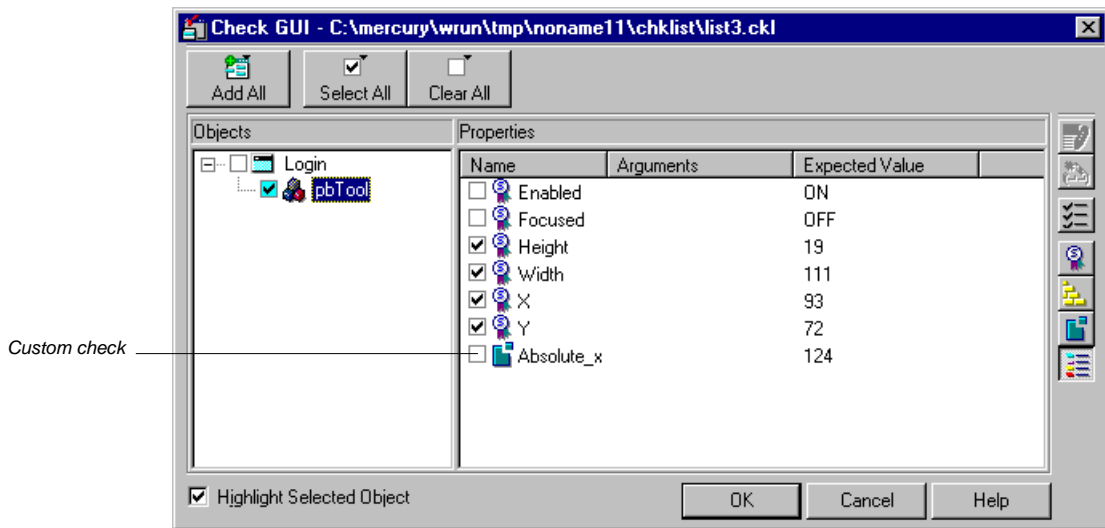 Check GUI - C:\mercury\wrun\tmp\noname11\chklist\list3.ckl
Add All Select All Clear All
Objects Properties
Login Name Arguments Expected Value
pbTool Enabled ON
Focused OFF
Height 19
Width 111
X 93
Y 72
Custom check Absolute_x 124
Highlight Selected Object OK Cancel Help